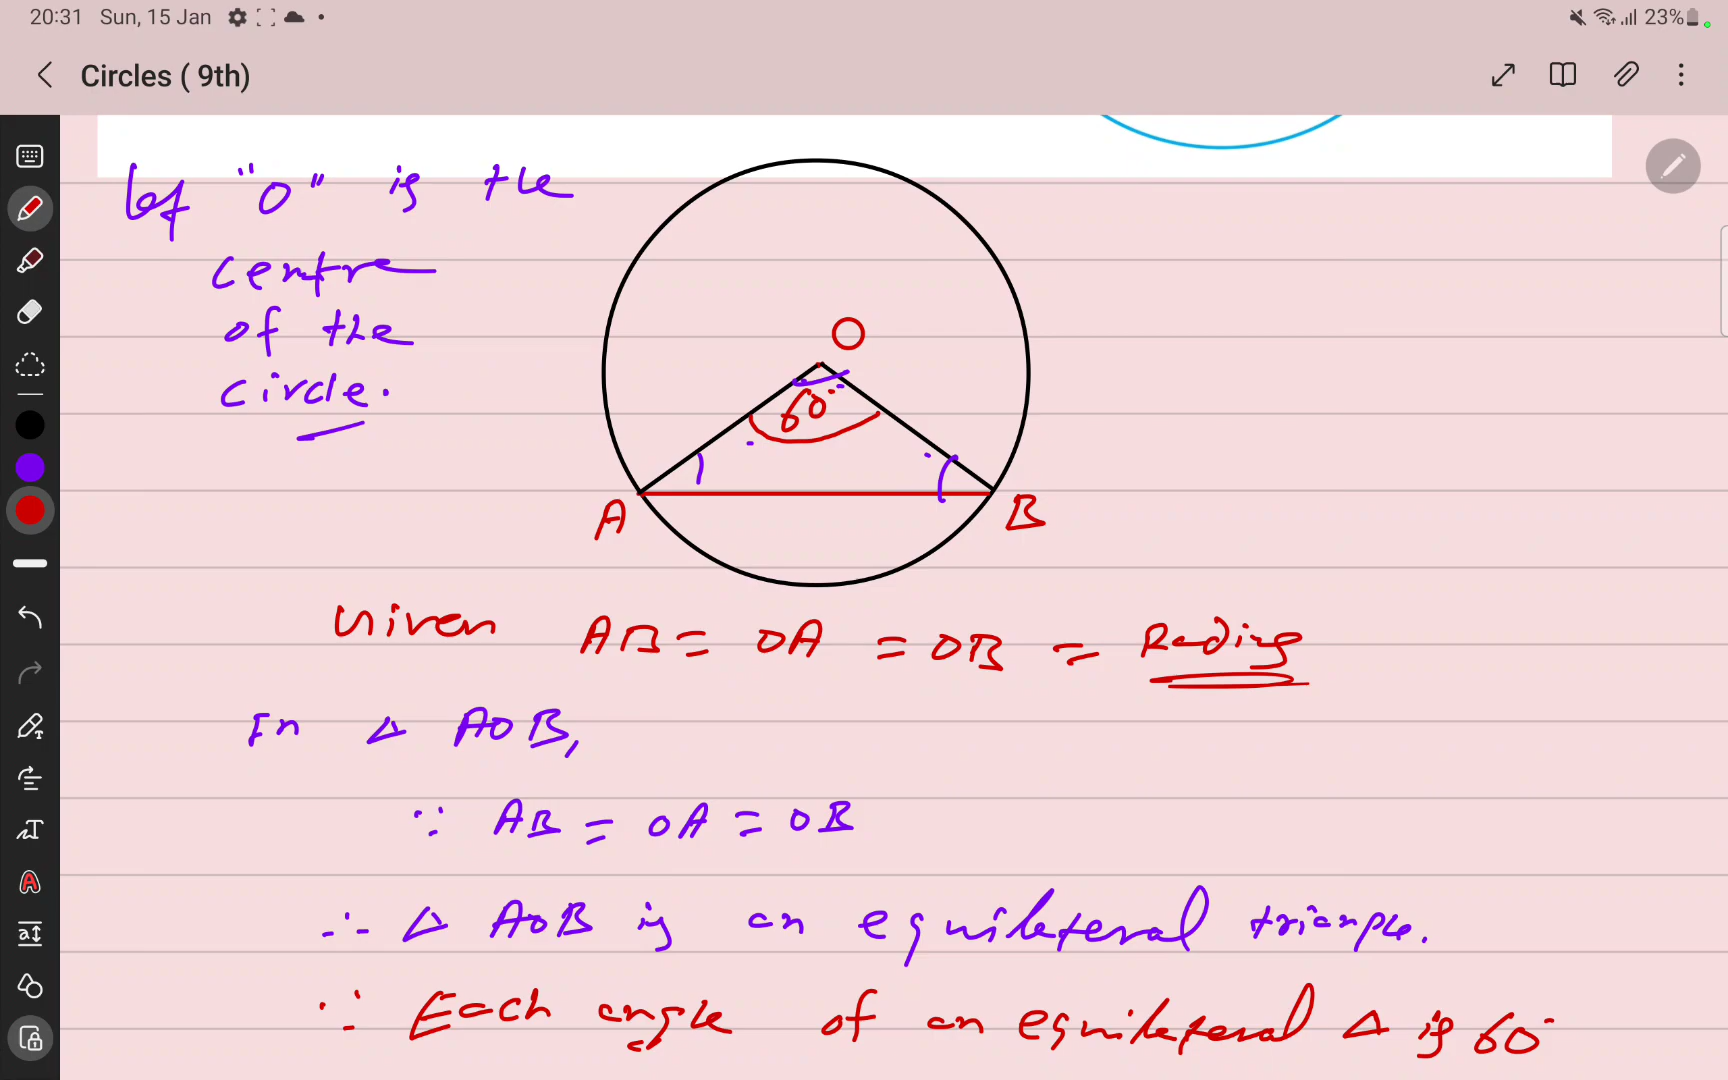 20:31 Sun, 15 Jan 23%
Circles ( 9th)
let "O" is the
centre
of the
circle.
O
60°
A B
Given AB = OA = OB = Radius
In Δ AOB,
∵ AB = OA = OB
∴ Δ AOB is an equilateral triangle.
∵ Each angle of an equilateral Δ is 60°